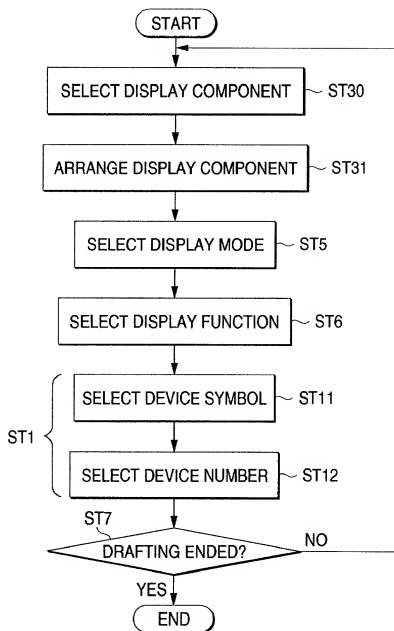 START
SELECT DISPLAY COMPONENT ST30
ARRANGE DISPLAY COMPONENT ST31
SELECT DISPLAY MODE ST5
SELECT DISPLAY FUNCTION ST6
SELECT DEVICE SYMBOL ST11
ST1
SELECT DEVICE NUMBER ST12
ST7
DRAFTING ENDED? NO
YES
END